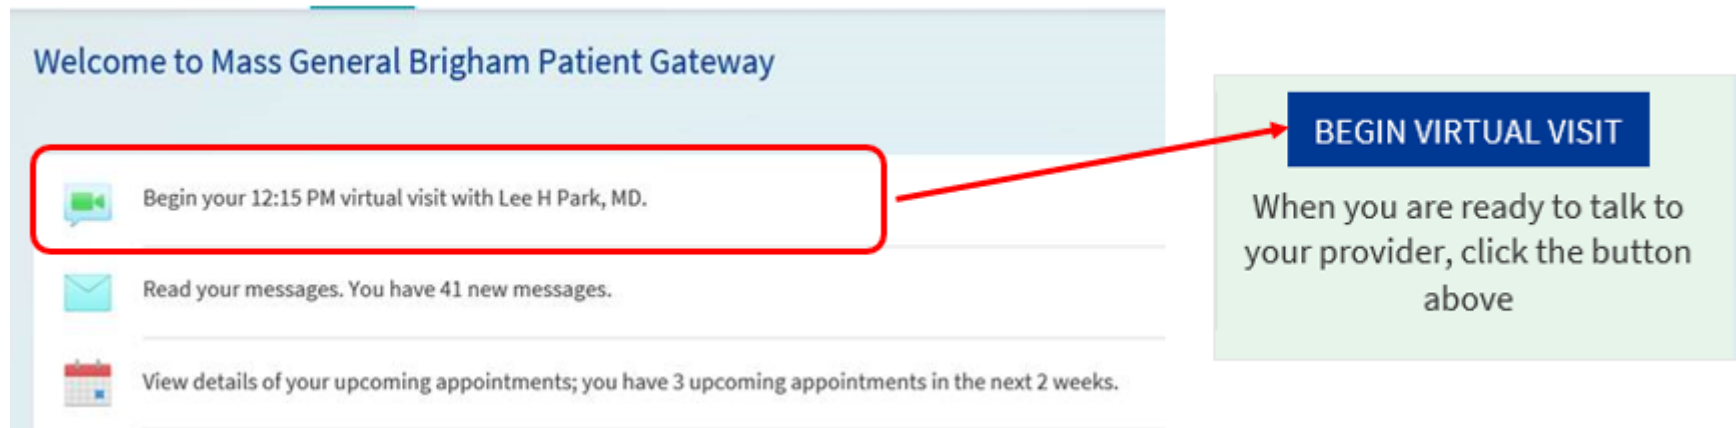 Welcome to Mass General Brigham Patient Gateway
Begin your 12:15 PM virtual visit with Lee H Park, MD.
Read your messages. You have 41 new messages.
View details of your upcoming appointments; you have 3 upcoming appointments in the next 2 weeks.
BEGIN VIRTUAL VISIT
When you are ready to talk to
your provider, click the button
above